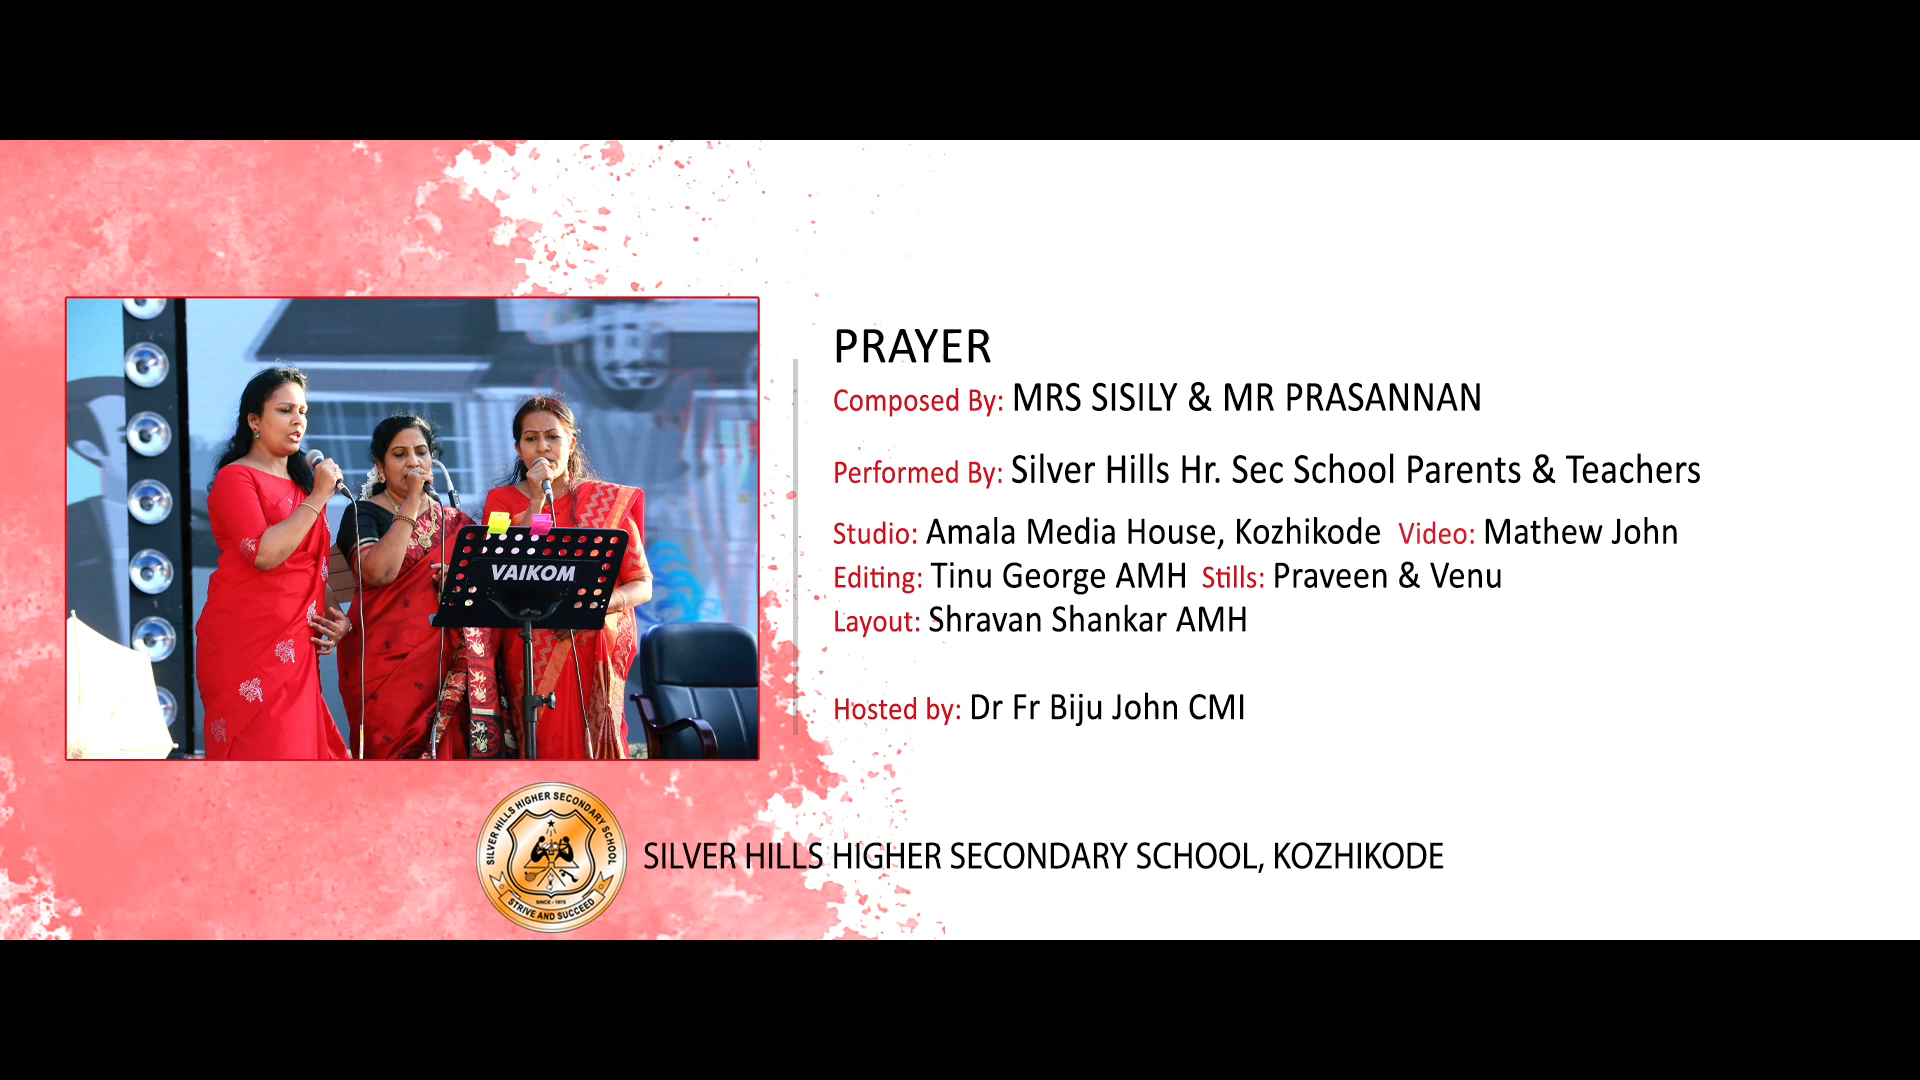 PRAYER
Composed By: MRS SISILY & MR PRASANNAN
Performed By: Silver Hills Hr. Sec School Parents & Teachers
Studio: Amala Media House, Kozhikode Video: Mathew John
Editing: Tinu George AMH Stills: Praveen & Venu
Layout: Shravan Shankar AMH
Hosted by: Dr Fr Biju John CMI
VAIKOM
SILVER HILLS HIGHER SECONDARY SCHOOL
SINCE - 1975
STRIVE AND SUCCEED
SILVER HILLS HIGHER SECONDARY SCHOOL, KOZHIKODE